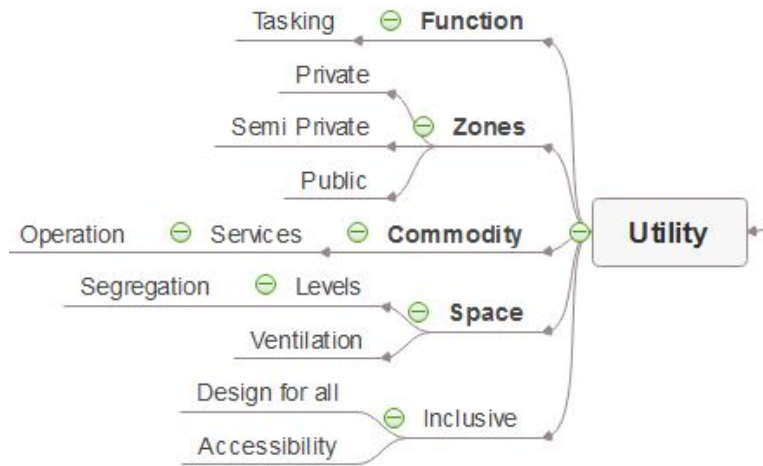 Tasking
Function
Private
Semi Private
Zones
Public
Operation
Services
Commodity
Utility
Segregation
Levels
Space
Ventilation
Design for all
Inclusive
Accessibility